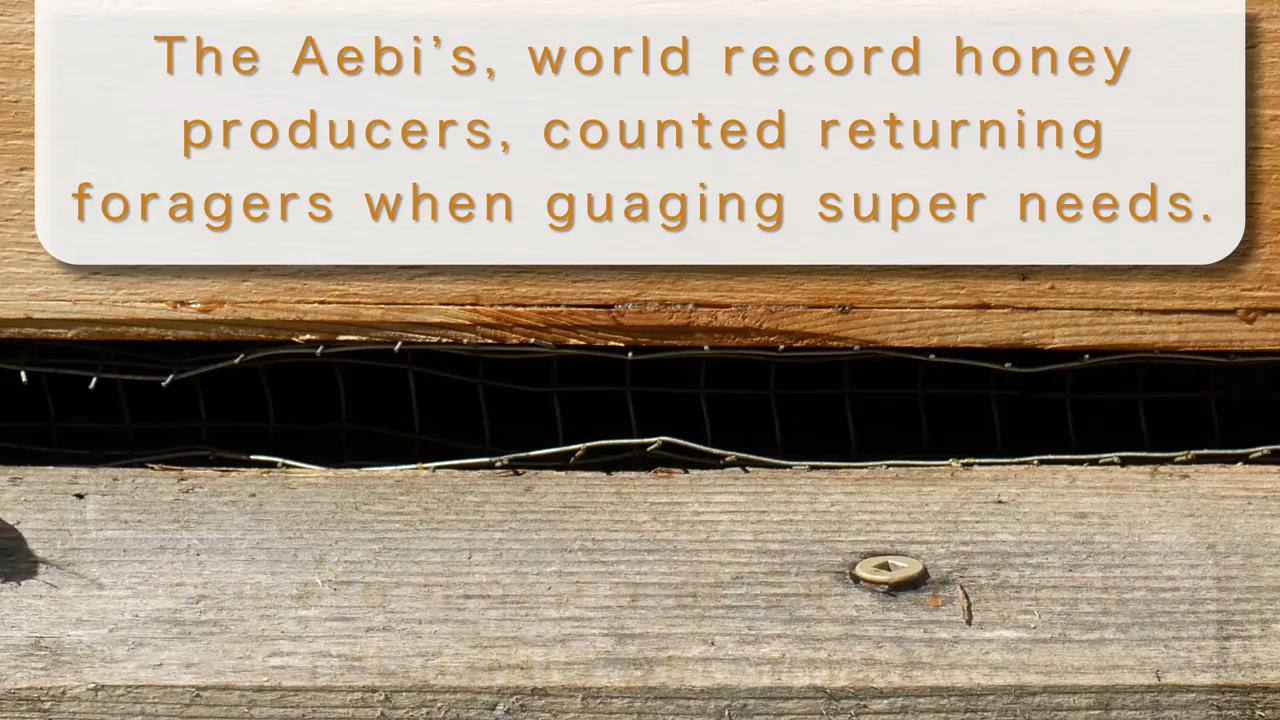 The Aebi’s, world record honey
producers, counted returning
foragers when guaging super needs.